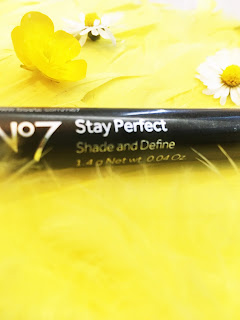 No7
Stay Perfect
Shade and Define
1.4 g Net wt. 0.04 Oz